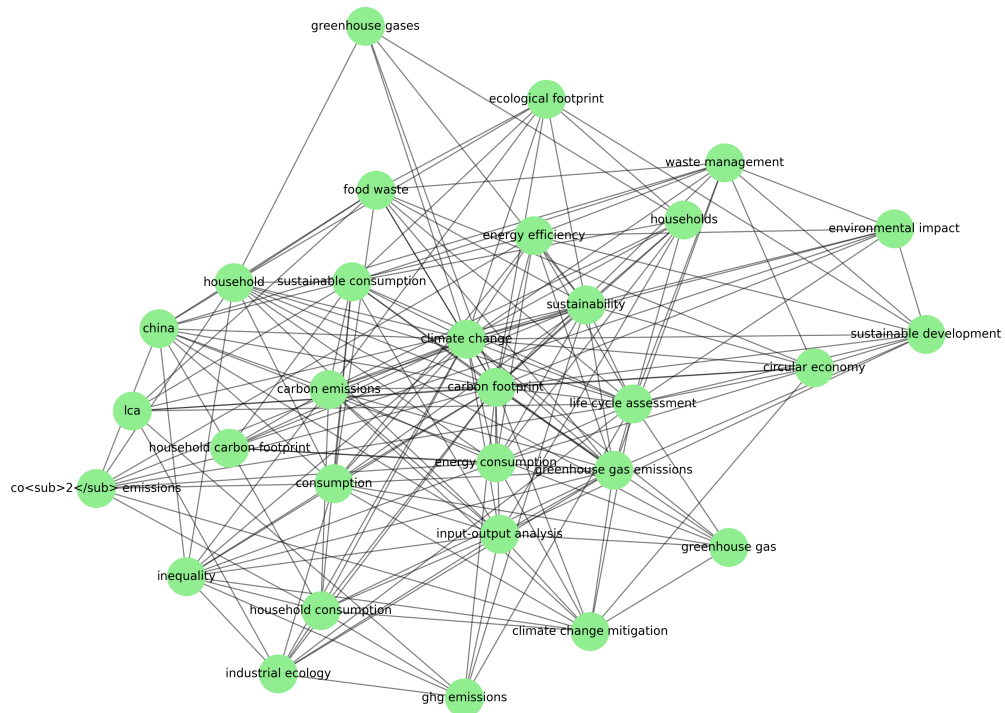 greenhouse gases
ecological footprint
waste management
food waste
households
environmental impact
energy efficiency
household
sustainable consumption
sustainability
china
climate change
sustainable development
circular economy
carbon emissions
carbon footprint
life cycle assessment
lca
household carbon footprint
energy consumption
greenhouse gas emissions
consumption
co<sub>2</sub> emissions
input-output analysis
greenhouse gas
inequality
household consumption
climate change mitigation
industrial ecology
ghg emissions